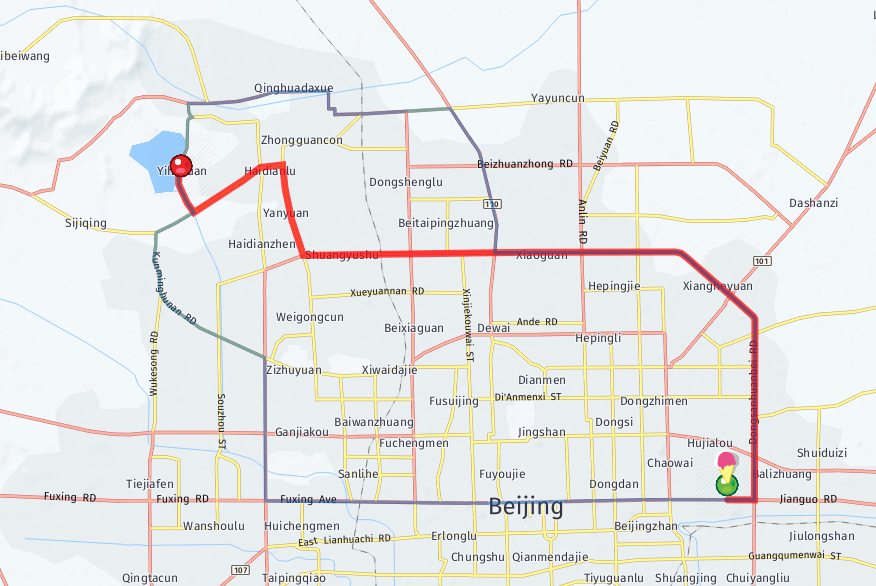 ibeiwang
Qinghuadaxue
Yayuncun
Zhongguancon
Beiyuan RD
Beizhuanzhong RD
Haidianlu
Dongshenglu
110
Dashanzi
Anlin RD
Yanyuan
Sijiqing
Beitaipingzhuang
Haidianzhen
Shuangyushu
Xiaoguan
101
Kunminghunan RD
Hepingjie
Xiangheyuan
Xueyuannan RD
Xinjiekouwai ST
Weigongcun
Beixiaguan
Dewai
Ande RD
Hepingli
Wukesong RD
Zizhuyuan
Xiwaidajie
Dianmen
Suzhou ST
Fusuijing
Di'Anmenxi ST
Dongzhimen
Baiwanzhuang
Dongsi
Ganjiakou
Jingshan
Fuchengmen
Hujialou
Shuiduizi
Chaowai
Sanlihe
Fuyoujie
Balizhuang
Tiejiafen
Dongdan
Fuxing RD
Fuxing RD
Fuxing Ave
Beijing
Jianguo RD
Wanshoulu
Huichengmen
Beijingzhan
East Lianhuachi RD
Erlonglu
Jiulongshan
Chungshu
Qianmendajie
Guangqumenwai ST
107
Qingtacun
Taipingqiao
Tiyuguanlu
Shuangjing
Chuiyangliu